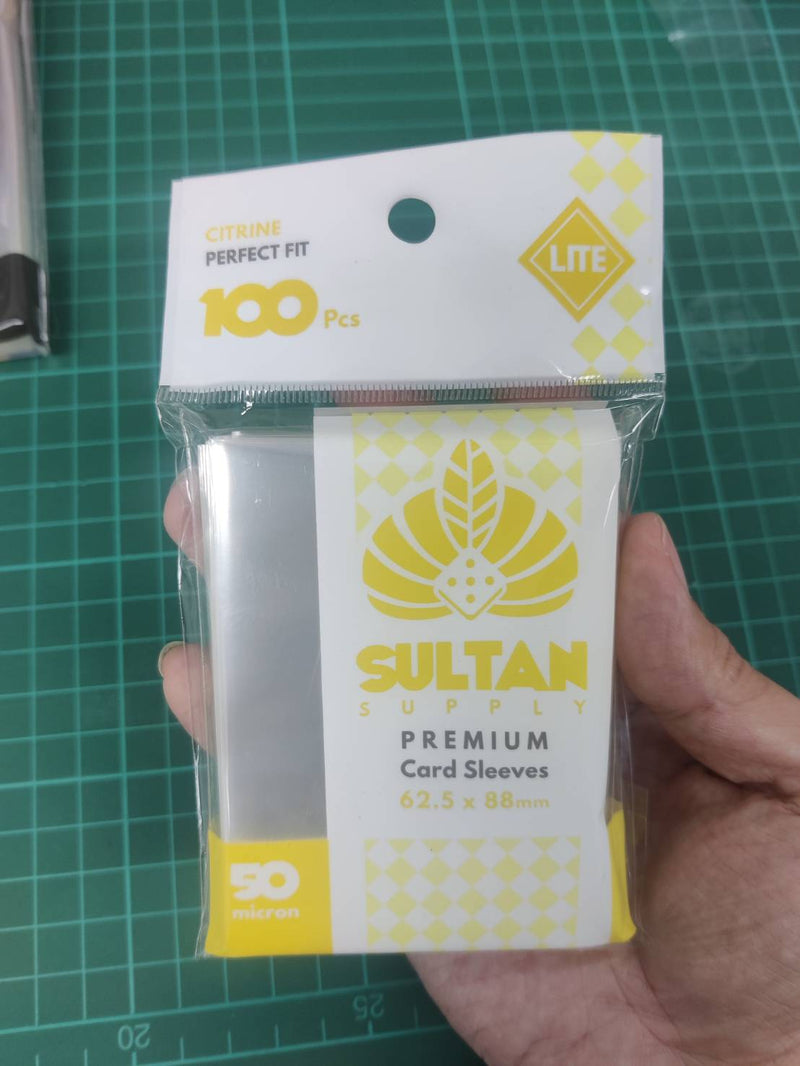 CITRINE
PERFECT FIT
100 Pcs
LITE
SULTAN
SUPPLY
PREMIUM
Card Sleeves
62.5 x 88mm
50
micron
20
25